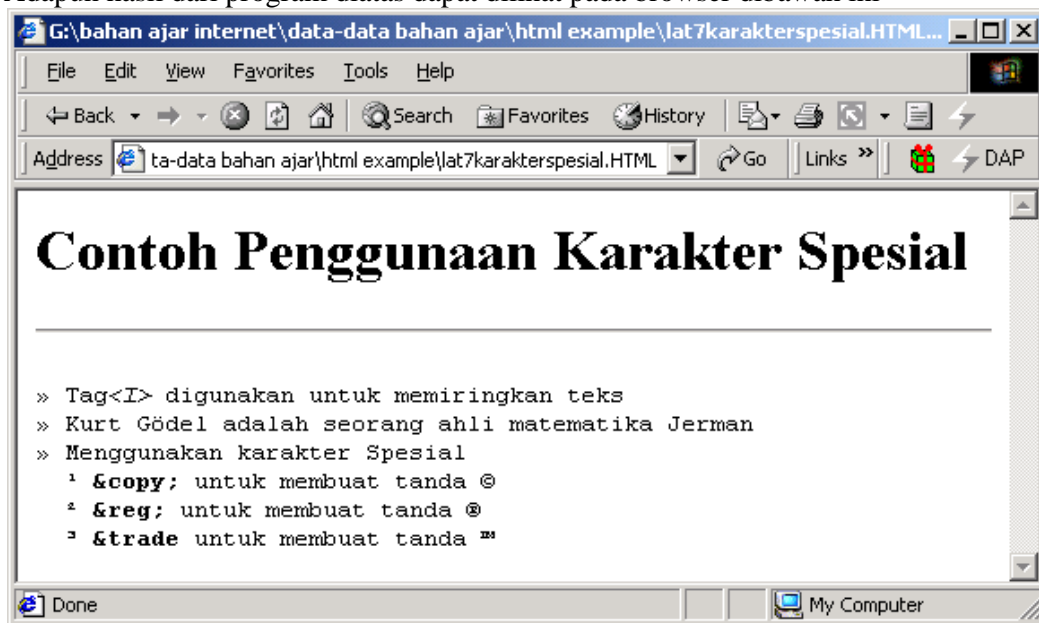 Adapun hasil dari program diatas dapat dilihat pada browser dibawah ini
G:\bahan ajar internet\data-data bahan ajar\html example\lat7karakterspesial.HTML...
File Edit View Favorites Tools Help
Back Search Favorites History
Address ta-data bahan ajar\html example\lat7karakterspesial.HTML Go Links » DAP
Contoh Penggunaan Karakter Spesial
» Tag<I> digunakan untuk memiringkan teks
» Kurt Gödel adalah seorang ahli matematika Jerman
» Menggunakan karakter Spesial
¹ &copy; untuk membuat tanda ©
² &reg; untuk membuat tanda ®
³ &trade untuk membuat tanda ™
Done My Computer